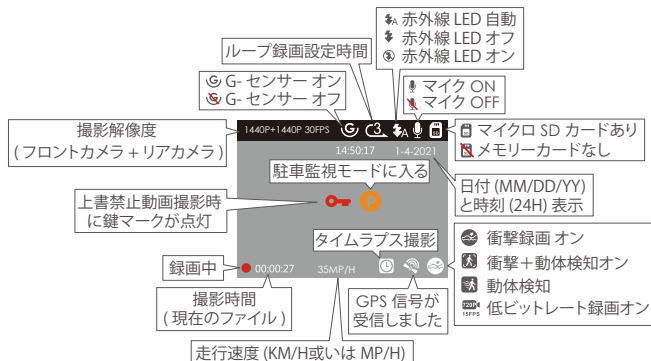 赤外線 LED 自動
赤外線 LED オフ
赤外線 LED オン
ループ録画設定時間
G- センサー オン
G- センサー オフ
マイク ON
マイク OFF
撮影解像度
( フロントカメラ + リアカメラ )
1440P+1440P 30FPS
マイクロ SD カードあり
メモリーカードなし
14:50:17 1-4-2021
駐車監視モードに入る
日付 (MM/DD/YY)
と時刻 (24H) 表示
上書禁止動画撮影時
に鍵マークが点灯
P
タイムラプス撮影
衝撃録画 オン
衝撃＋動体検知オン
動体検知
720P
15FPS
低ビットレート録画オン
録画中
00:00:27
35MP/H
撮影時間
( 現在のファイル )
GPS 信号が
受信しました
走行速度 (KM/H或いは MP/H)